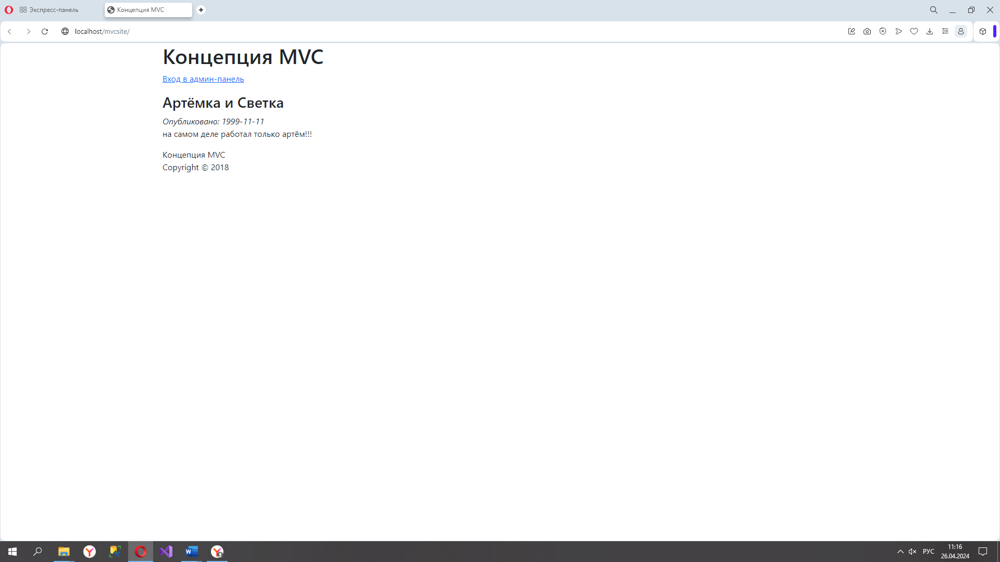 Экспресс-панель
Концепция MVC
localhost/mvcsite/
Концепция MVC
Вход в админ-панель
Артёмка и Светка
Опубликовано: 1999-11-11
на самом деле работал только артём!!!
Концепция MVC
Copyright © 2018
РУС
11:16
26.04.2024